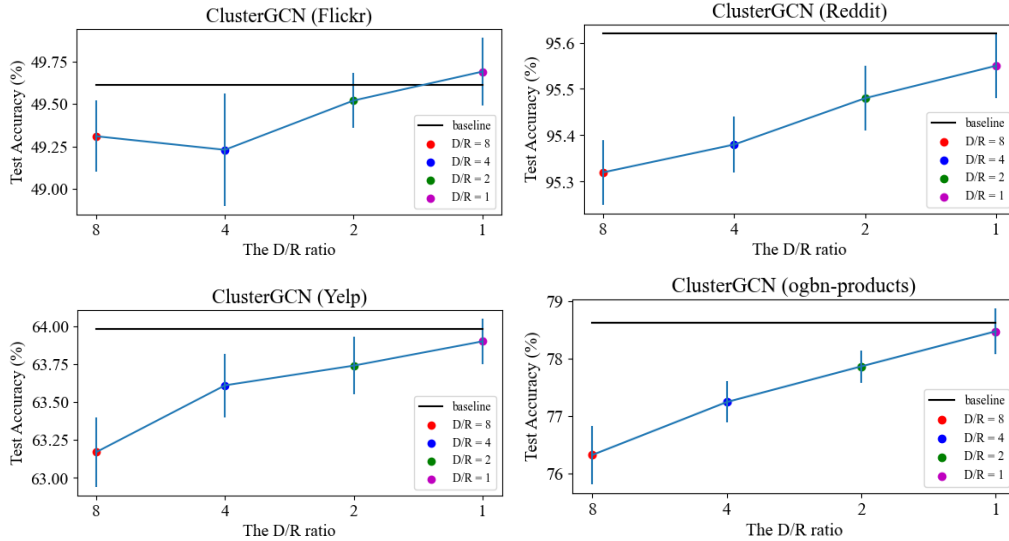 ClusterGCN (Flickr)
Test Accuracy (%)
49.75
49.50
49.25
49.00
baseline
D/R = 8
D/R = 4
D/R = 2
D/R = 1
8 4 2 1
The D/R ratio
ClusterGCN (Reddit)
Test Accuracy (%)
95.6
95.5
95.4
95.3
baseline
D/R = 8
D/R = 4
D/R = 2
D/R = 1
8 4 2 1
The D/R ratio
ClusterGCN (Yelp)
Test Accuracy (%)
64.00
63.75
63.50
63.25
63.00
baseline
D/R = 8
D/R = 4
D/R = 2
D/R = 1
8 4 2 1
The D/R ratio
ClusterGCN (ogbn-products)
Test Accuracy (%)
79
78
77
76
baseline
D/R = 8
D/R = 4
D/R = 2
D/R = 1
8 4 2 1
The D/R ratio